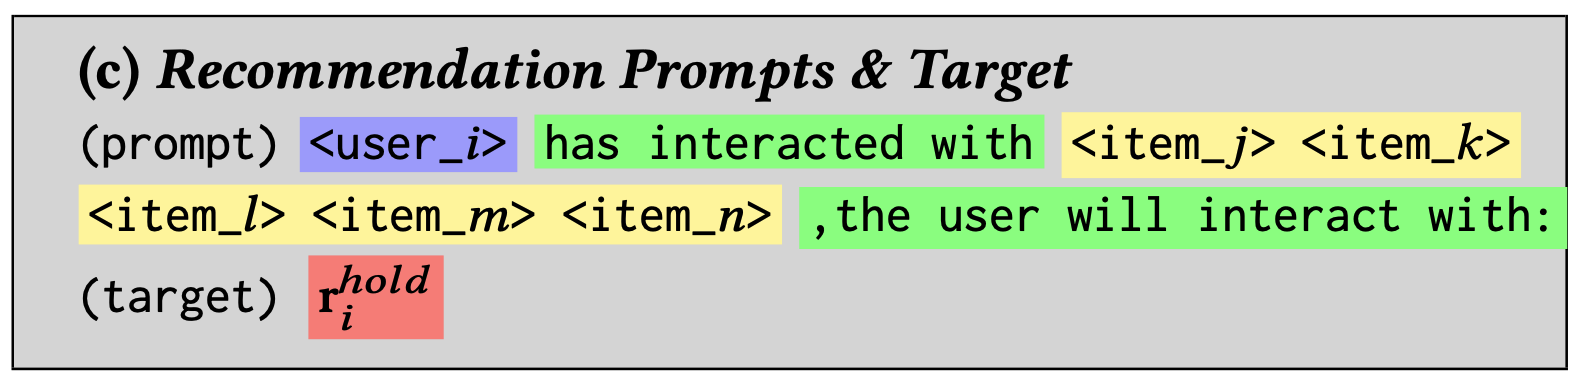 (c) Recommendation Prompts & Target
(prompt) <user_i> has interacted with <item_j> <item_k>
<item_l> <item_m> <item_n> ,the user will interact with:
(target) r_i^{hold}